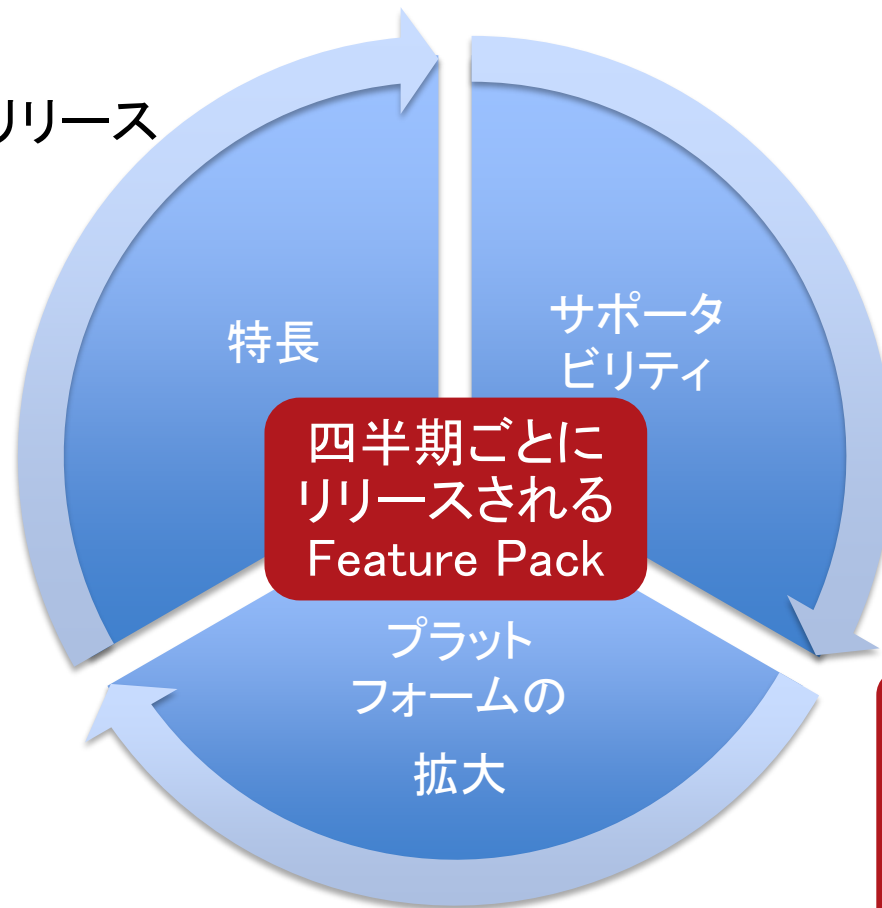 リリース
特長
サポータ
ビリティ
四半期ごとに
リリースされる
Feature Pack
プラット
フォームの
拡大